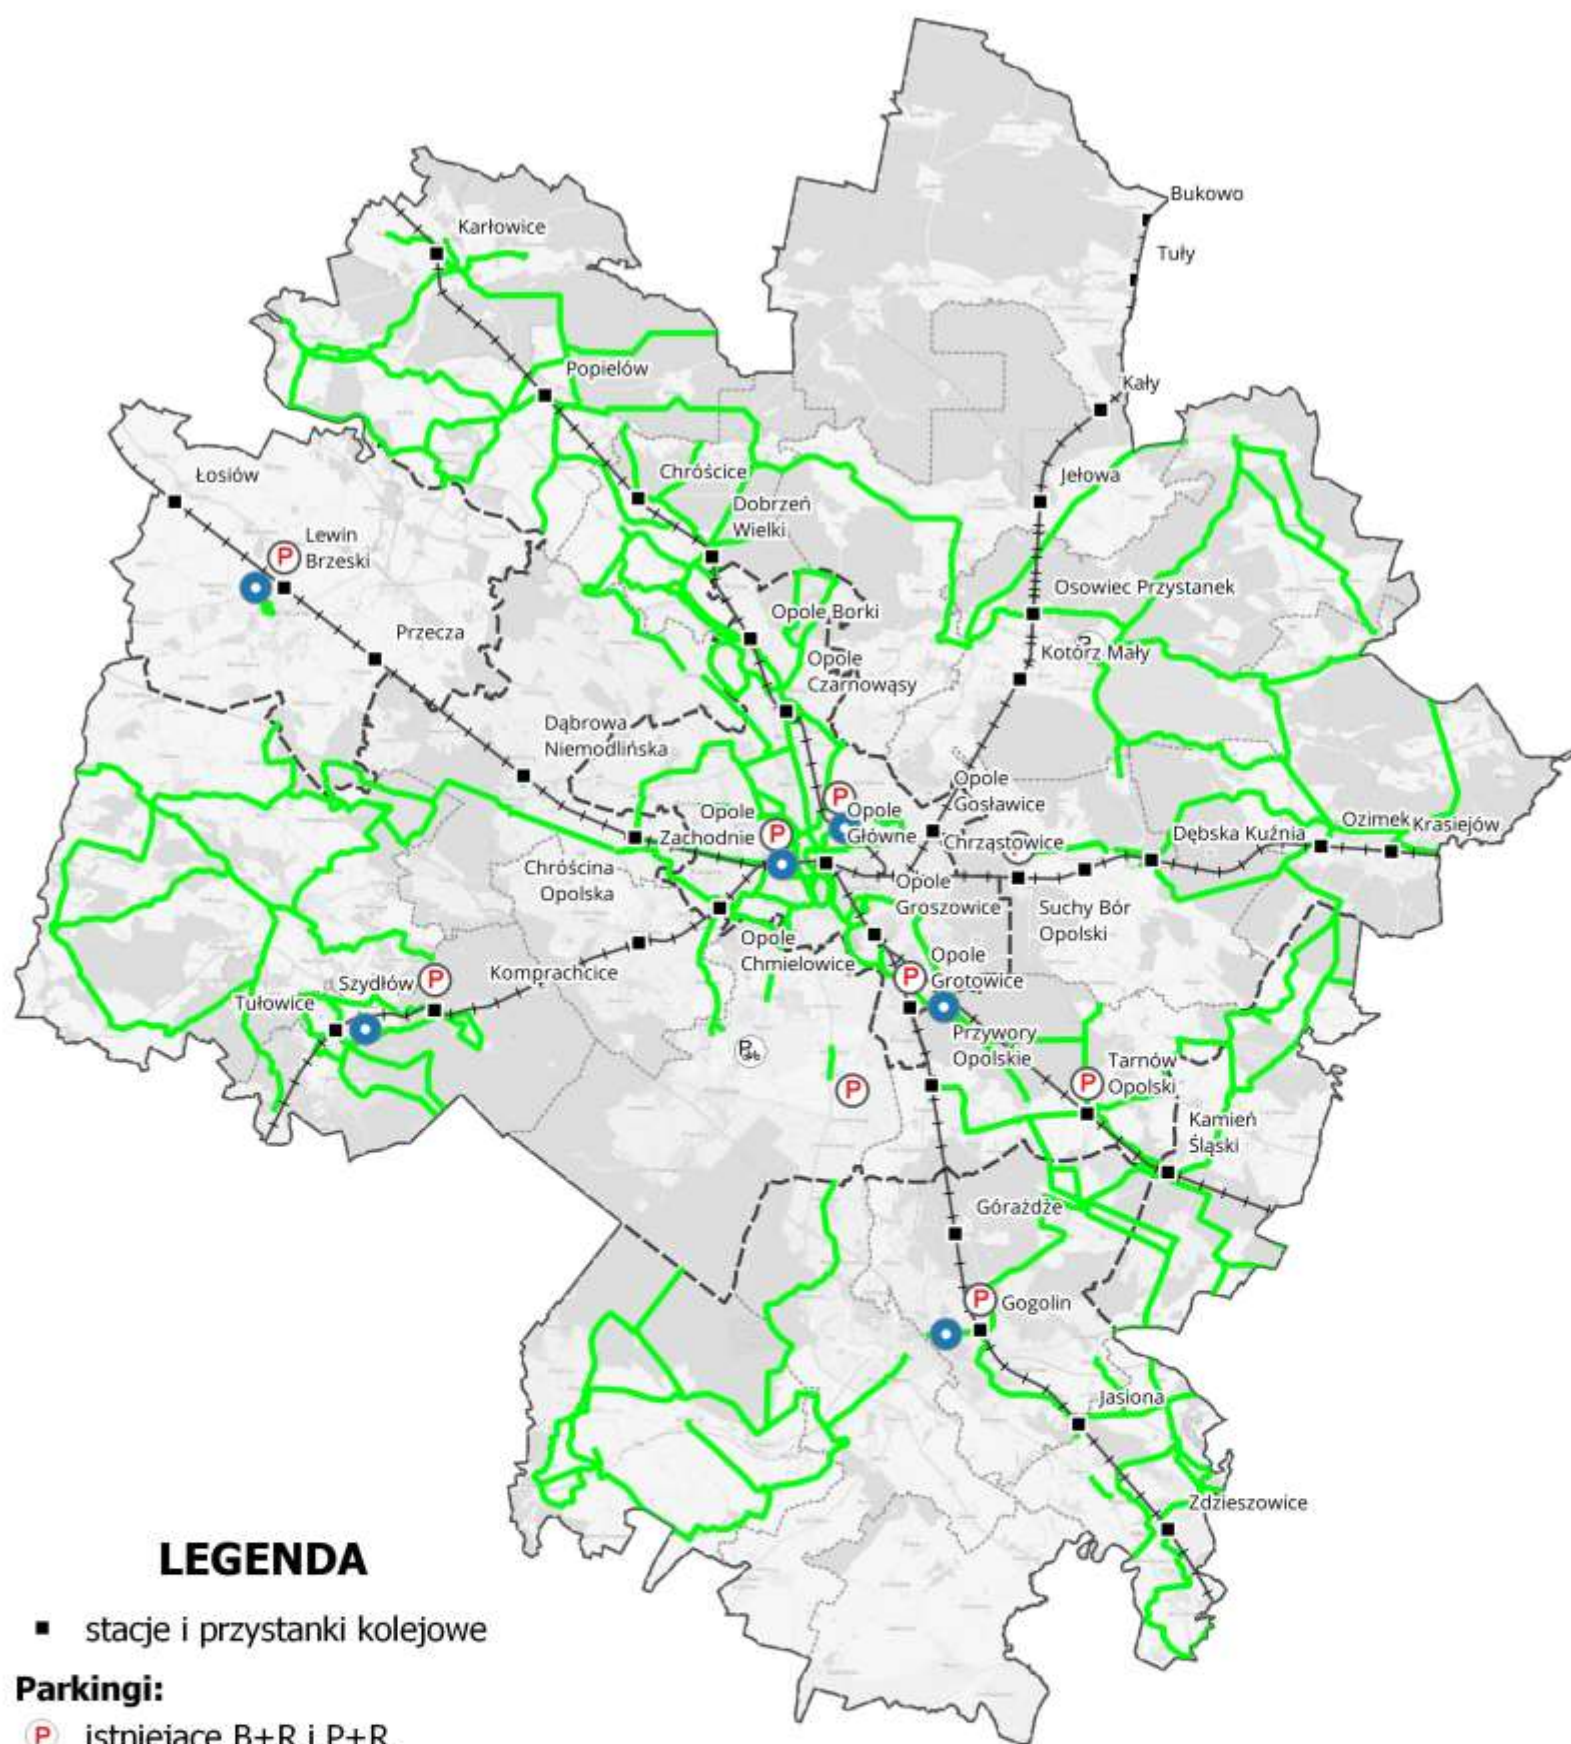 Bukowo
Tuły
Karłowice
Popielów
Kały
Łosiów
Chróścice
Jełowa
Dobrzeń
Wielki
Lewin
Brzeski
P
Osowiec Przystanek
Opole Borki
Przecza
Kotórz Mały
Opole
Czarnowąsy
Dąbrowa
Niemodlińska
Opole
Gosławice
P
Opole
Główne
Opole
Zachodnie
P
Chrząstowice
Dębska Kuźnia
Ozimek
Krasiejów
Chróścina
Opolska
Opole
Groszowice
Suchy Bór
Opolski
Opole
Chmielowice
Opole
Grotowice
P
Komprachcice
Szydłów
P
Tułowice
Przywory
Opolskie
P
Tarnów
Opolski
P
P
Kamień
Śląski
Górażdże
P
Gogolin
Jasiona
Zdzieszowice
LEGENDA
stacje i przystanki kolejowe
Parkingi:
P istniejące B+R i P+R